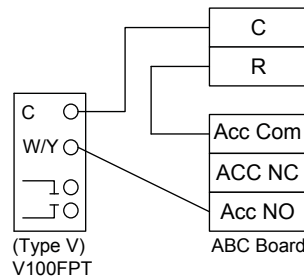 C
R
C
W/Y
Acc Com
ACC NC
Acc NO
(Type V)
V100FPT
ABC Board